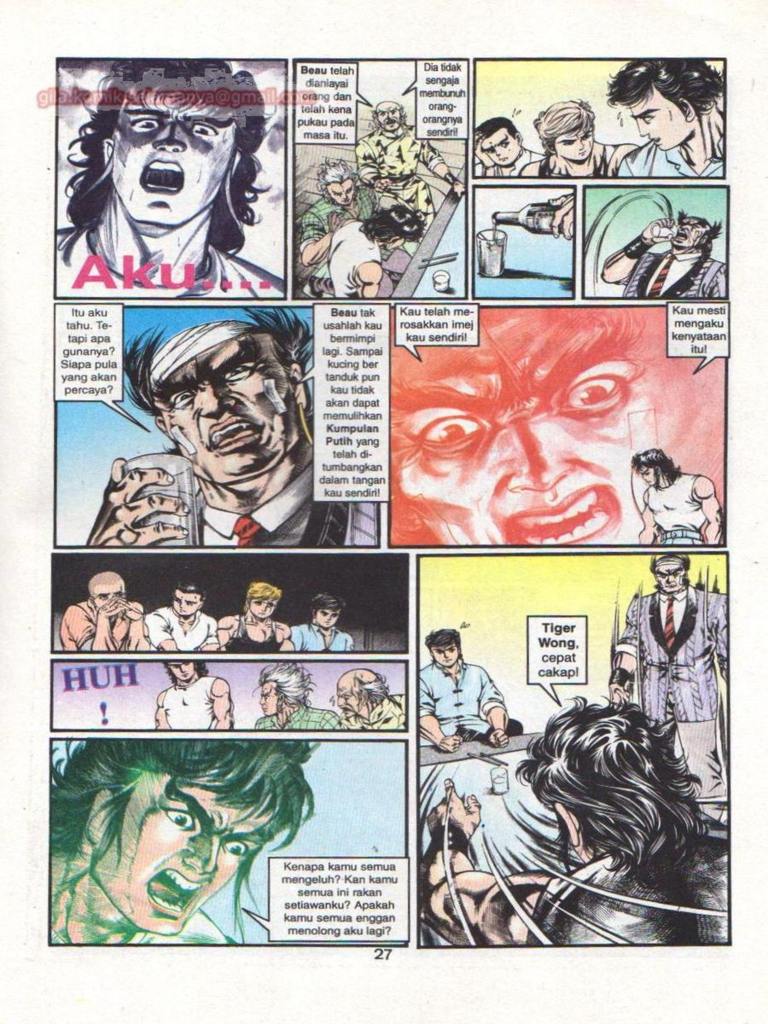 Aku....
Beau telah
dianiayai
orang dan
telah kena
pukau pada
masa itu.
Dia tidak
sengaja
membunuh
orang-
orangnya
sendiri!
Itu aku
tahu. Te-
tapi apa
gunanya?
Siapa pula
yang akan
percaya?
Beau tak
usahlah kau
bermimpi
lagi. Sampai
kucing ber
tanduk pun
kau tidak
akan dapat
memulihkan
Kumpulan
Putih yang
telah di-
tumbangkan
dalam tangan
kau sendiri!
Kau telah me-
rosakkan imej
kau sendiri!
Kau mesti
mengaku
kenyataan
itu!
HUH
!
Kenapa kamu semua
mengeluh? Kan kamu
semua ini rakan
setiawanku? Apakah
kamu semua enggan
menolong aku lagi?
Tiger
Wong,
cepat
cakap!
27